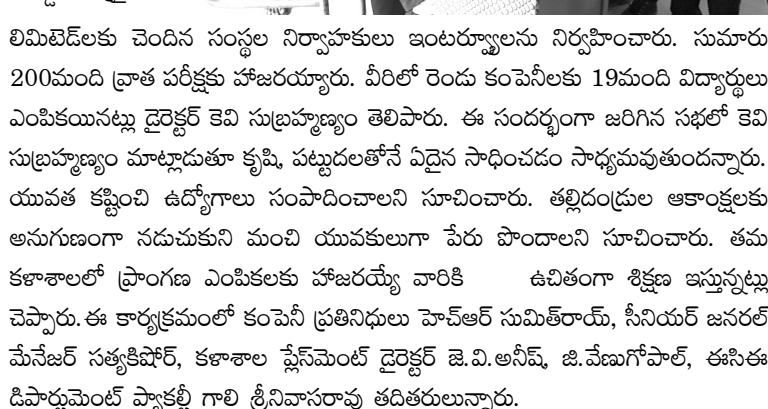 లిమిటెడ్‌లకు చెందిన సంస్థల నిర్వాహకులు ఇంటర్వ్యూలను నిర్వహించారు. సుమారు
200మంది వ్రాత పరీక్షకు హాజరయ్యారు. వీరిలో రెండు కంపెనీలకు 19మంది విద్యార్థులు
ఎంపికయినట్లు డైరెక్టర్ కెవి సుబ్రహ్మణ్యం తెలిపారు. ఈ సందర్భంగా జరిగిన సభలో కెవి
సుబ్రహ్మణ్యం మాట్లాడుతూ కృషి, పట్టుదలతోనే ఏదైన సాధించడం సాధ్యమవుతుందన్నారు.
యువత కష్టించి ఉద్యోగాలు సంపాదించాలని సూచించారు. తల్లిదండ్రుల ఆకాంక్షలకు
అనుగుణంగా నడుచుకుని మంచి యువకులుగా పేరు పొందాలని సూచించారు. తమ
కళాశాలలో ప్రాంగణ ఎంపికలకు హాజరయ్యే వారికి ఉచితంగా శిక్షణ ఇస్తున్నట్లు
చెప్పారు.ఈ కార్యక్రమంలో కంపెనీ ప్రతినిధులు హెచ్ఆర్ సుమిత్‌రాయ్, సీనియర్ జనరల్
మేనేజర్ సత్యకిషోర్, కళాశాల ప్లేస్‌మెంట్ డైరెక్టర్ జె.వి.అనీష్, జి.వేణుగోపాల్, ఈసిఈ
డిపార్టుమెంట్ ప్యాకల్టీ గాలి శ్రీనివాసరావు తదితరులున్నారు.